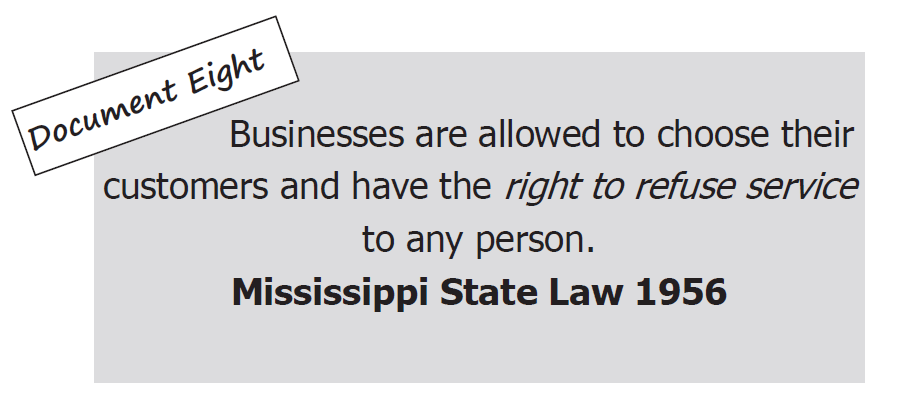 Document Eight
Businesses are allowed to choose their
customers and have the right to refuse service
to any person.
Mississippi State Law 1956